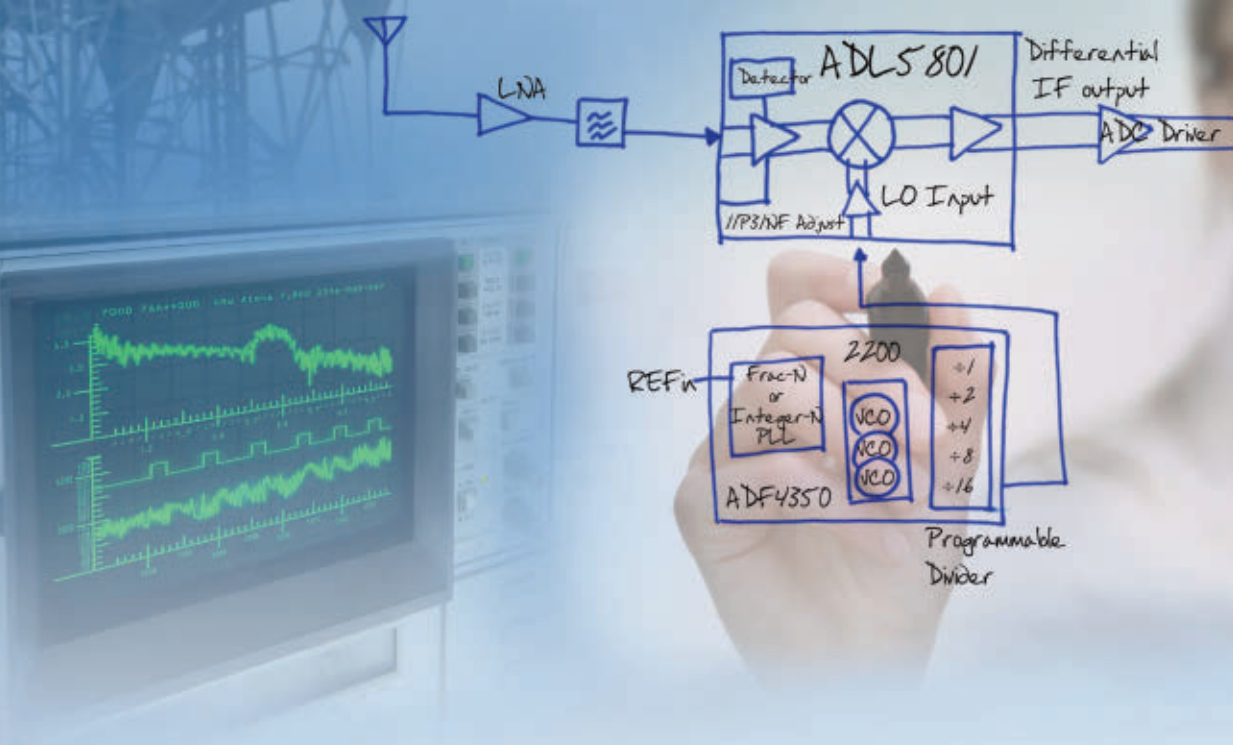 LNA
ADL5801
Detector
IIP3/NF Adjust
LO Input
Differential
IF output
ADC Driver
REFin
Frac-N
or
Integer-N
PLL
2200
VCO
VCO
VCO
÷1
÷2
÷4
÷8
÷16
ADF4350
Programmable
Divider